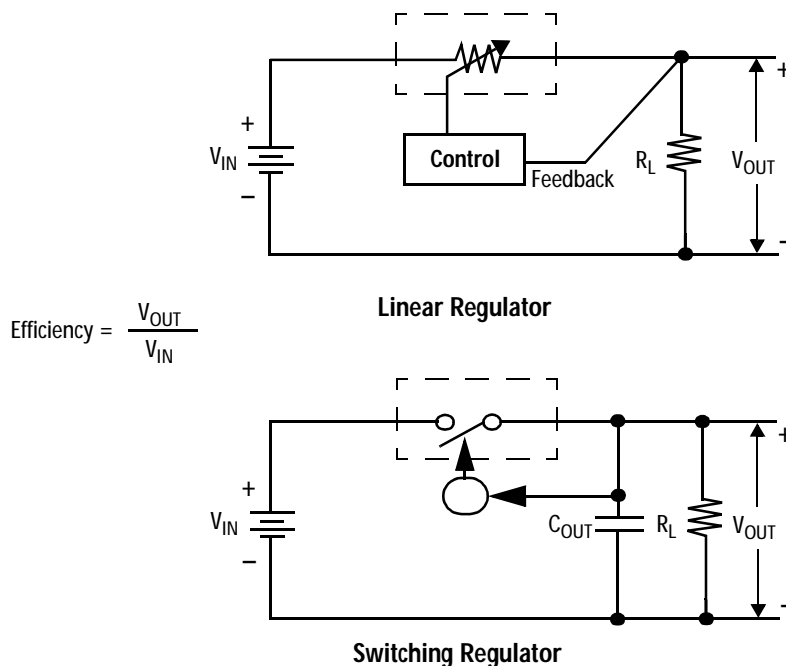 +
V_IN
−
Control
Feedback
R_L
V_OUT
+
−
Linear Regulator
Efficiency = V_OUT
V_IN
+
V_IN
−
C_OUT
R_L
V_OUT
+
−
Switching Regulator